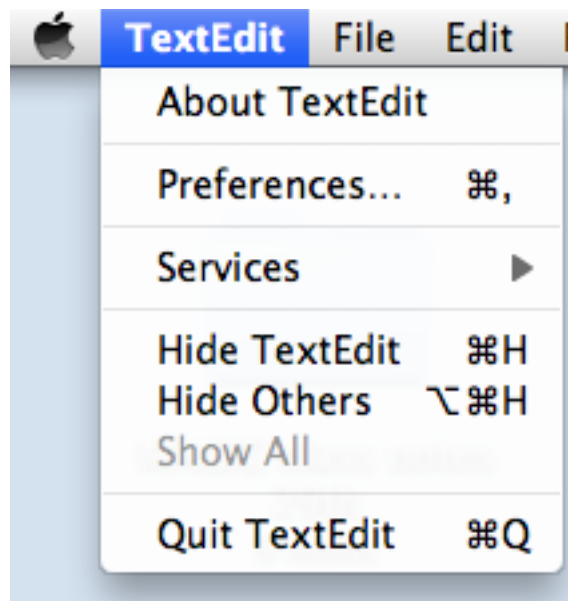 TextEdit File Edit
About TextEdit
Preferences... ⌘,
Services ▶
Hide TextEdit ⌘H
Hide Others ⌥⌘H
Show All
Quit TextEdit ⌘Q